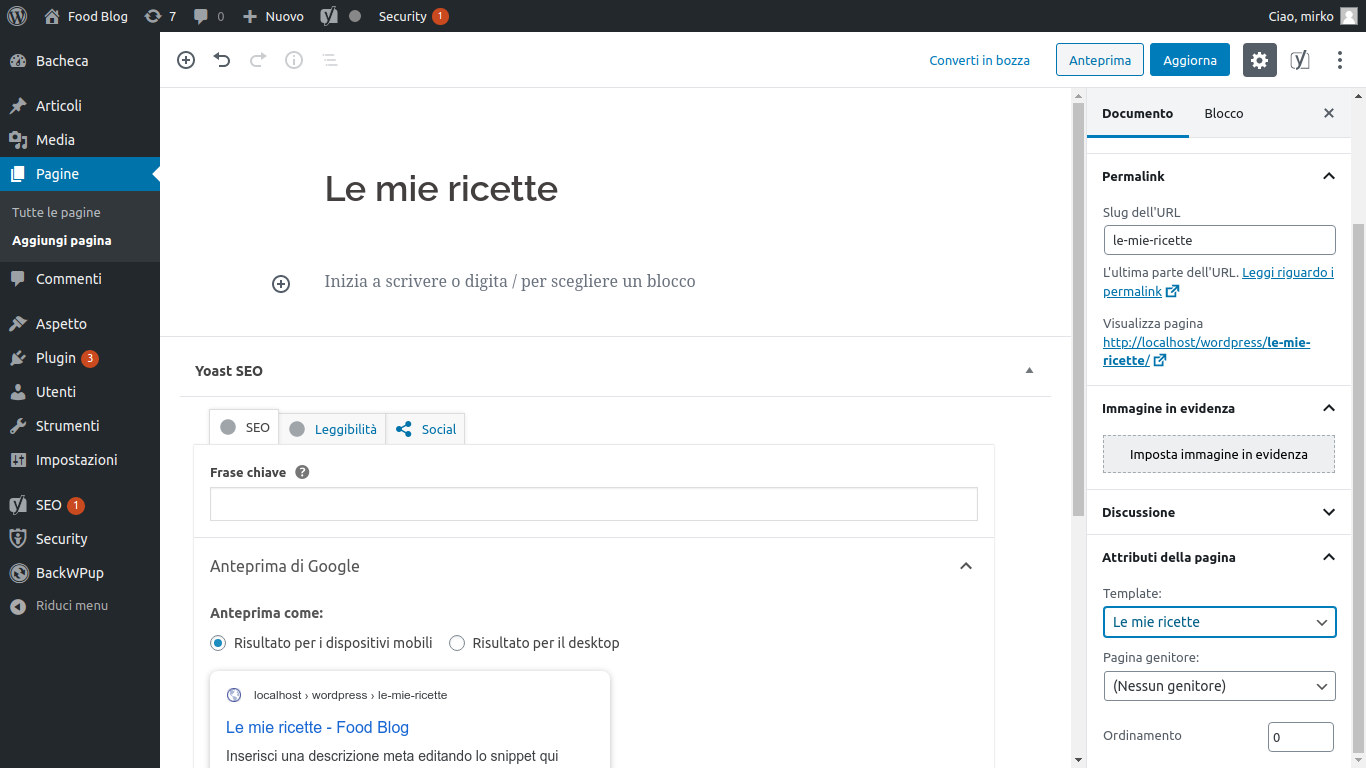 Food Blog 7 0 Nuovo Security 1 Ciao, mirko
Bacheca
Articoli
Media
Pagine
Tutte le pagine
Aggiungi pagina
Commenti
Aspetto
Plugin 3
Utenti
Strumenti
Impostazioni
SEO 1
Security
BackWPup
Riduci menu
Converti in bozza Anteprima Aggiorna
Le mie ricette
Inizia a scrivere o digita / per scegliere un blocco
Yoast SEO
SEO Leggibilità Social
Frase chiave ?
Anteprima di Google
Anteprima come:
Risultato per i dispositivi mobili Risultato per il desktop
localhost › wordpress › le-mie-ricette
Le mie ricette - Food Blog
Inserisci una descrizione meta editando lo snippet qui
Documento Blocco
Permalink
Slug dell'URL
le-mie-ricette
L'ultima parte dell'URL. Leggi riguardo i
permalink
Visualizza pagina
http://localhost/wordpress/le-mie-
ricette/
Immagine in evidenza
Imposta immagine in evidenza
Discussione
Attributi della pagina
Template:
Le mie ricette
Pagina genitore:
(Nessun genitore)
Ordinamento 0